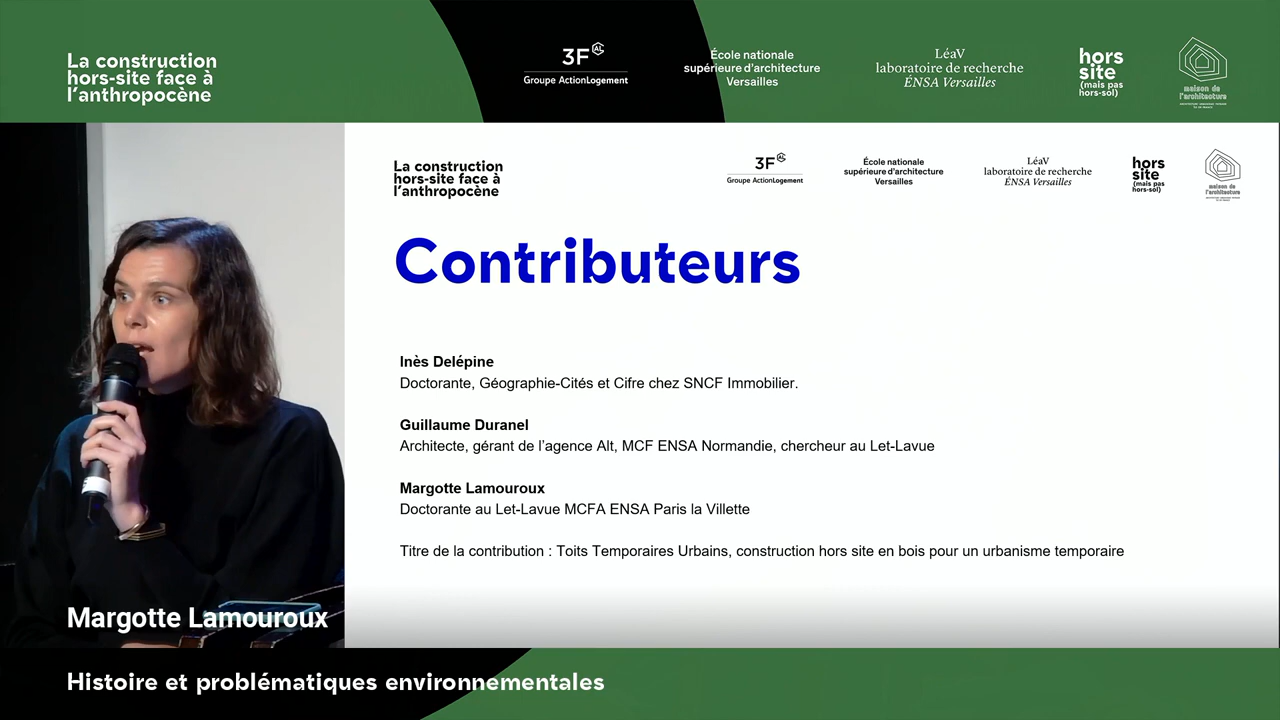 La construction
hors-site face à
l'anthropocène
3F AL
Groupe ActionLogement
École nationale
supérieure d'architecture
Versailles
LéaV
laboratoire de recherche
ÉNSA Versailles
hors
site
(mais pas
hors-sol)
maison de
l'architecture
La construction
hors-site face à
l'anthropocène
3F AL
Groupe ActionLogement
École nationale
supérieure d'architecture
Versailles
LéaV
laboratoire de recherche
ÉNSA Versailles
hors
site
(mais pas
hors-sol)
maison de
l'architecture
Contributeurs
Inès Delépine
Doctorante, Géographie-Cités et Cifre chez SNCF Immobilier.
Guillaume Duranel
Architecte, gérant de l'agence Alt, MCF ENSA Normandie, chercheur au Let-Lavue
Margotte Lamouroux
Doctorante au Let-Lavue MCFA ENSA Paris la Villette
Titre de la contribution : Toits Temporaires Urbains, construction hors site en bois pour un urbanisme temporaire
Margotte Lamouroux
Histoire et problématiques environnementales